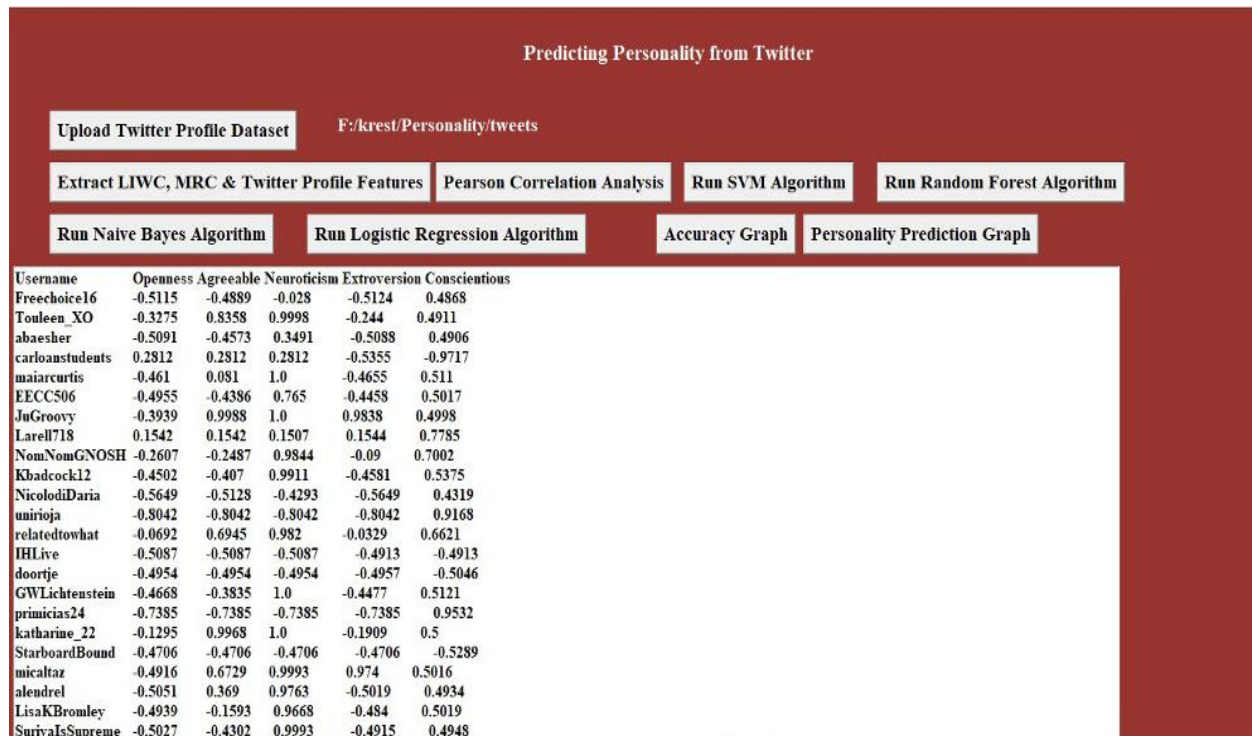 Predicting Personality from Twitter
Upload Twitter Profile Dataset F:/krest/Personality/tweets
Extract LIWC, MRC & Twitter Profile Features Pearson Correlation Analysis Run SVM Algorithm Run Random Forest Algorithm
Run Naive Bayes Algorithm Run Logistic Regression Algorithm Accuracy Graph Personality Prediction Graph
Username Openness Agreeable Neuroticism Extroversion Conscientious
Freechoice16 -0.5115 -0.4889 -0.028 -0.5124 0.4868
Touleen_XO -0.3275 0.8358 0.9998 -0.244 0.4911
abaesher -0.5091 -0.4573 0.3491 -0.5088 0.4906
carloanstudents 0.2812 0.2812 0.2812 -0.5355 -0.9717
maiarcurtis -0.461 0.081 1.0 -0.4655 0.511
EECC506 -0.4955 -0.4386 0.765 -0.4458 0.5017
JuGroovy -0.3939 0.9988 1.0 0.9838 0.4998
Larell718 0.1542 0.1542 0.1507 0.1544 0.7785
NomNomGNOSH -0.2607 -0.2487 0.9844 -0.09 0.7002
Kbadcock12 -0.4502 -0.407 0.9911 -0.4581 0.5375
NicolodiDaria -0.5649 -0.5128 -0.4293 -0.5649 0.4319
unirioja -0.8042 -0.8042 -0.8042 -0.8042 0.9168
relatedtowhat -0.0692 0.6945 0.982 -0.0329 0.6621
IHLive -0.5087 -0.5087 -0.5087 -0.4913 -0.4913
doortje -0.4954 -0.4954 -0.4954 -0.4957 -0.5046
GWLichtenstein -0.4668 -0.3835 1.0 -0.4477 0.5121
primicias24 -0.7385 -0.7385 -0.7385 -0.7385 0.9532
katharine_22 -0.1295 0.9968 1.0 -0.1909 0.5
StarboardBound -0.4706 -0.4706 -0.4706 -0.4706 -0.5289
micaltaz -0.4916 0.6729 0.9993 0.974 0.5016
alendrel -0.5051 0.369 0.9763 -0.5019 0.4934
LisaKBromley -0.4939 -0.1593 0.9668 -0.484 0.5019
SuriyaIsSupreme -0.5027 -0.4302 0.9993 -0.4915 0.4948